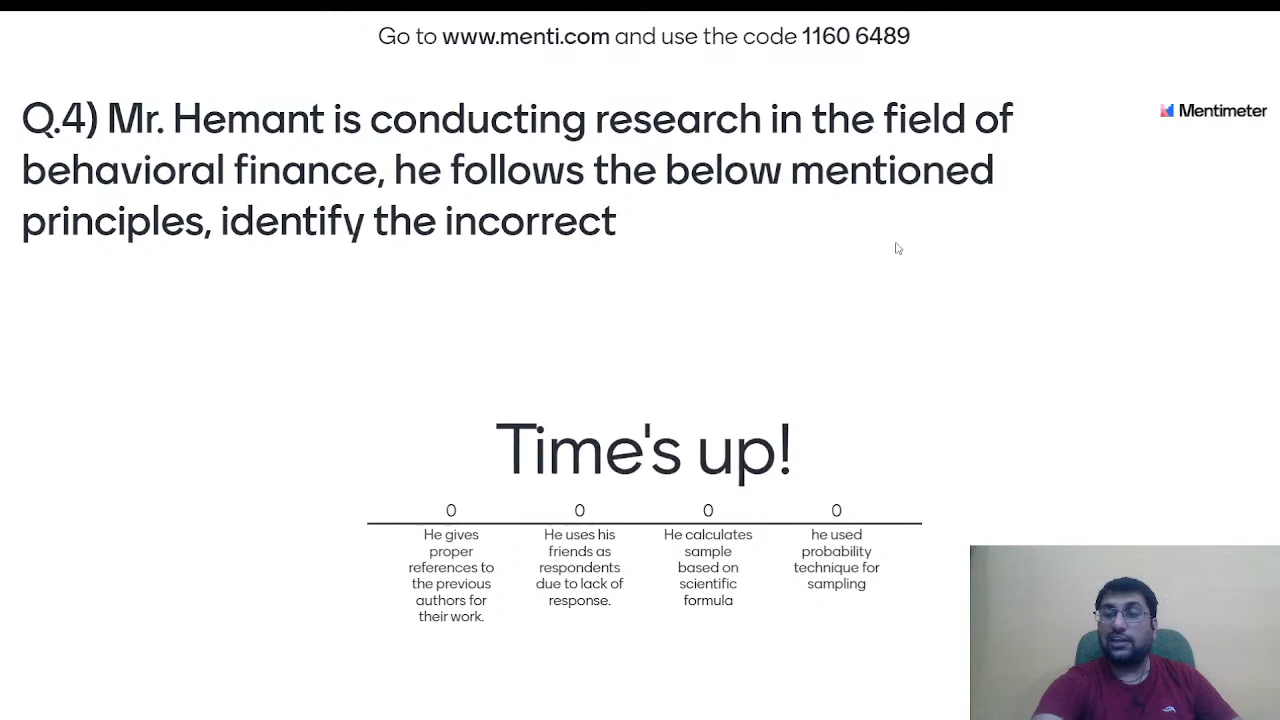 Go to www.menti.com and use the code 1160 6489
Q.4) Mr. Hemant is conducting research in the field of
behavioral finance, he follows the below mentioned
principles, identify the incorrect
Mentimeter
Time's up!
0
He gives
proper
references to
the previous
authors for
their work.
0
He uses his
friends as
respondents
due to lack of
response.
0
He calculates
sample
based on
scientific
formula
0
he used
probability
technique for
sampling